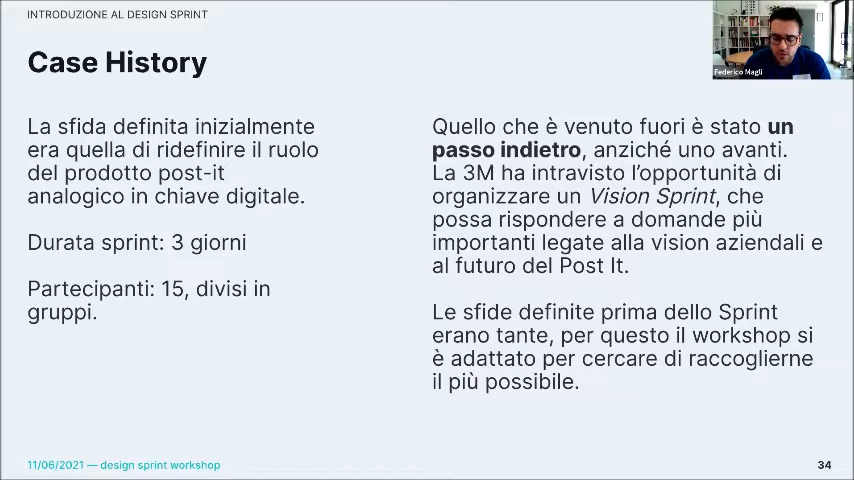 INTRODUZIONE AL DESIGN SPRINT
Case History
La sfida definita inizialmente
era quella di ridefinire il ruolo
del prodotto post-it
analogico in chiave digitale.
Durata sprint: 3 giorni
Partecipanti: 15, divisi in
gruppi.
Quello che è venuto fuori è stato un
passo indietro, anziché uno avanti.
La 3M ha intravisto l’opportunità di
organizzare un Vision Sprint, che
possa rispondere a domande più
importanti legate alla vision aziendali e
al futuro del Post It.
Le sfide definite prima dello Sprint
erano tante, per questo il workshop si
è adattato per cercare di raccoglierne
il più possibile.
Federico Magli
11/06/2021 — design sprint workshop
34